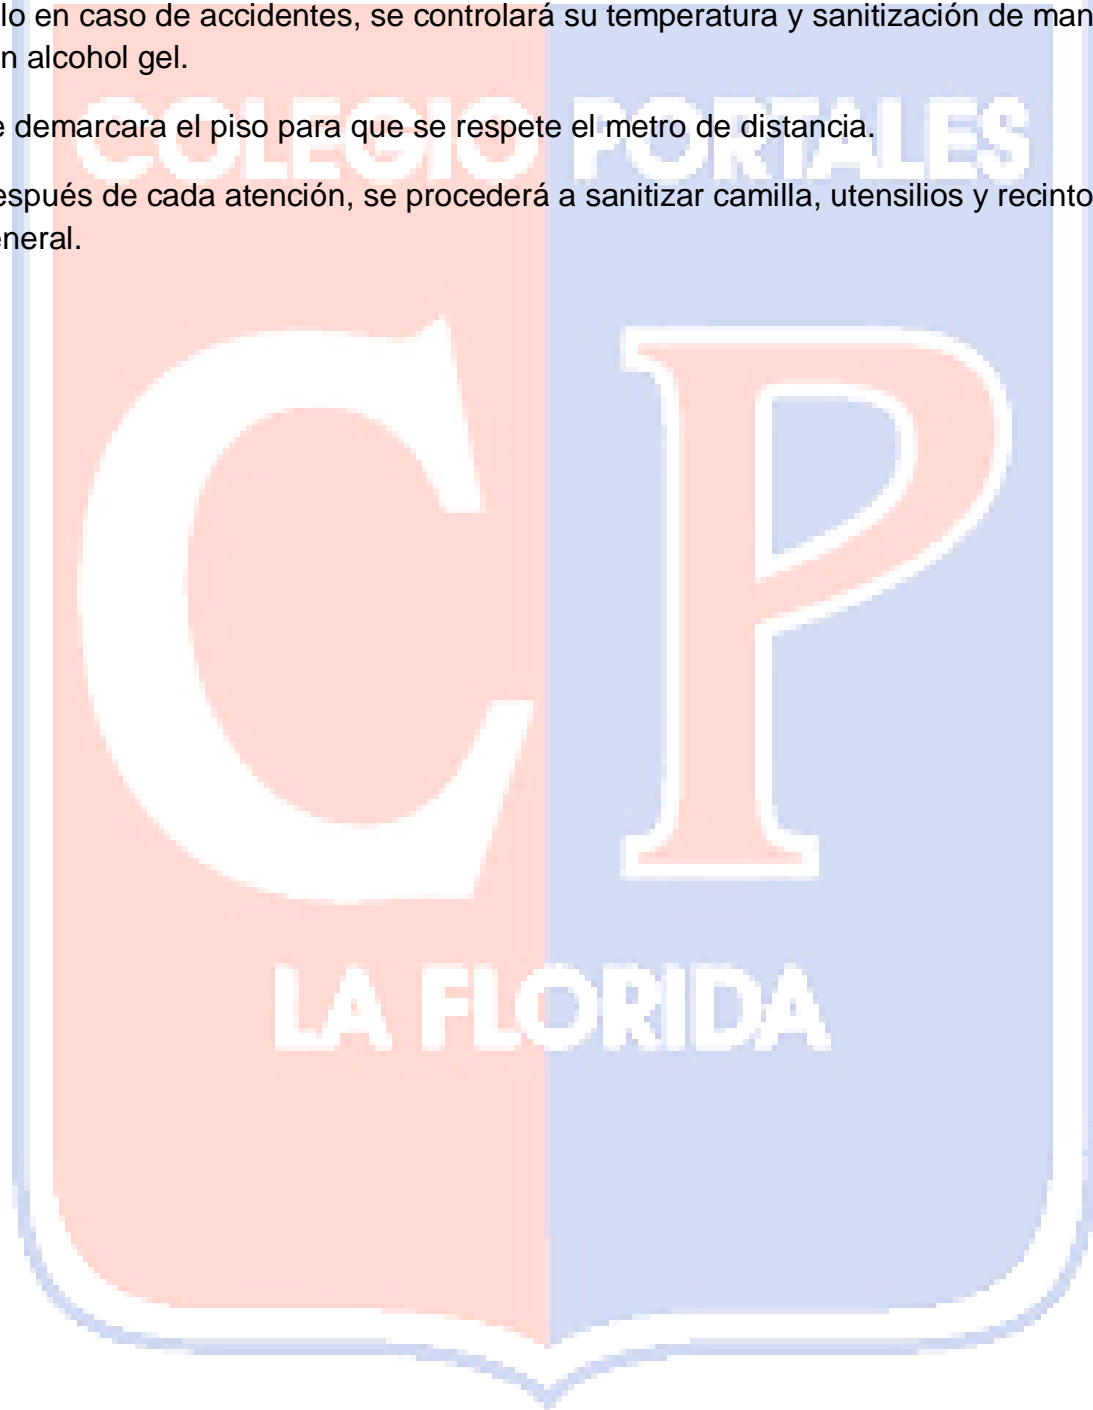 lo en caso de accidentes, se controlará su temperatura y sanitización de man
n alcohol gel.
COLEGIO PORTALES
e demarcara el piso para que se respete el metro de distancia.
espués de cada atención, se procederá a sanitizar camilla, utensilios y recinto
eneral.
CP
LA FLORIDA